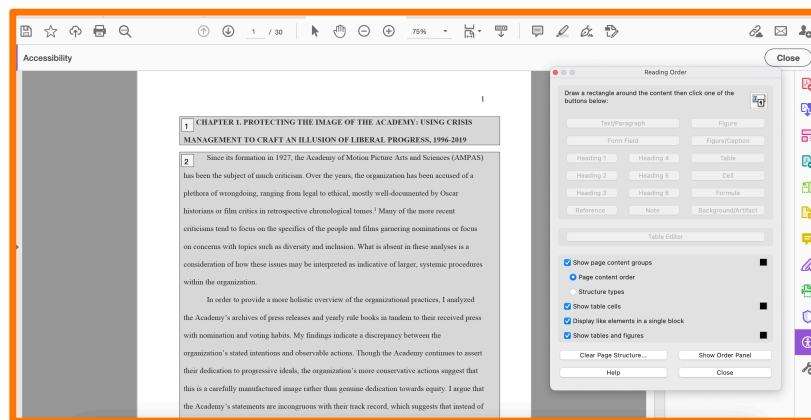 1 / 30
75%
Accessibility
Close
1
1 CHAPTER 1. PROTECTING THE IMAGE OF THE ACADEMY: USING CRISIS
MANAGEMENT TO CRAFT AN ILLUSION OF LIBERAL PROGRESS, 1996-2019
2 Since its formation in 1927, the Academy of Motion Picture Arts and Sciences (AMPAS)
has been the subject of much criticism. Over the years, the organization has been accused of a
plethora of wrongdoing, ranging from legal to ethical, mostly well-documented by Oscar
historians or film critics in retrospective chronological tomes.¹ Many of the more recent
criticisms tend to focus on the specifics of the people and films garnering nominations or focus
on concerns with topics such as diversity and inclusion. What is absent in these analyses is a
consideration of how these issues may be interpreted as indicative of larger, systemic procedures
within the organization.
In order to provide a more holistic overview of the organizational practices, I analyzed
the Academy's archives of press releases and yearly rule books in tandem to their received press
with nomination and voting habits. My findings indicate a discrepancy between the
organization's stated intentions and observable actions. Though the Academy continues to assert
their dedication to progressive ideals, the organization's more conservative actions suggest that
this is a carefully manufactured image rather than genuine dedication towards equity. I argue that
the Academy's statements are incongruous with their track record, which suggests that instead of
Reading Order
Draw a rectangle around the content then click one of the
buttons below:
Text/Paragraph Figure
Form Field Figure/Caption
Heading 1 Heading 4 Table
Heading 2 Heading 5 Cell
Heading 3 Heading 6 Formula
Reference Note Background/Artifact
Table Editor
Show page content groups
Page content order
Structure types
Show table cells
Display like elements in a single block
Show tables and figures
Clear Page Structure... Show Order Panel
Help Close